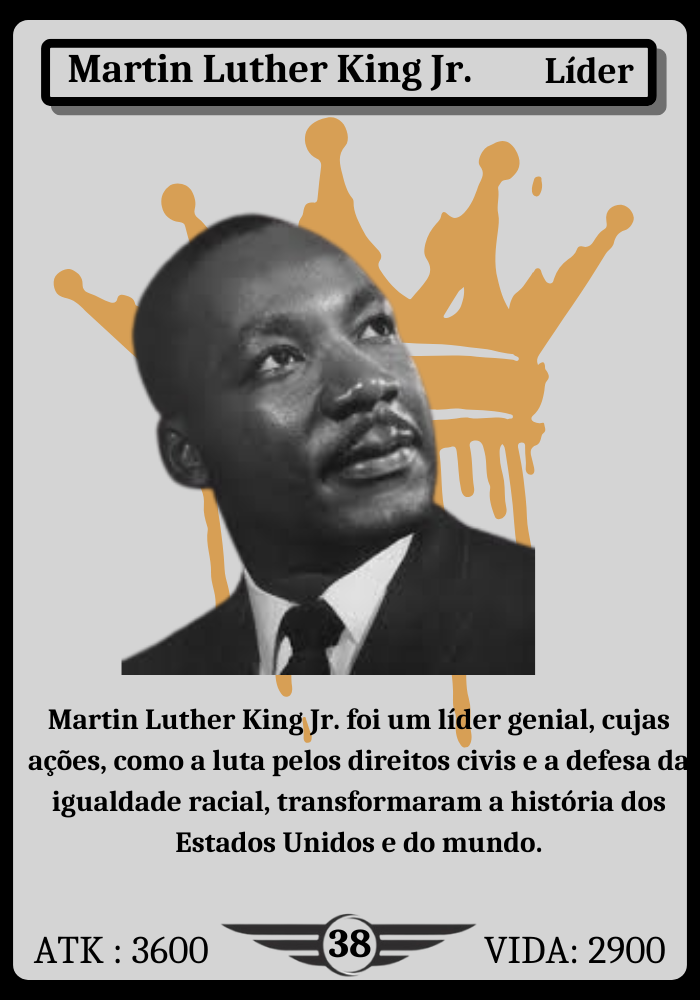 Martin Luther King Jr. Líder
Martin Luther King Jr. foi um líder genial, cujas
ações, como a luta pelos direitos civis e a defesa da
igualdade racial, transformaram a história dos
Estados Unidos e do mundo.
ATK : 3600 38 VIDA: 2900